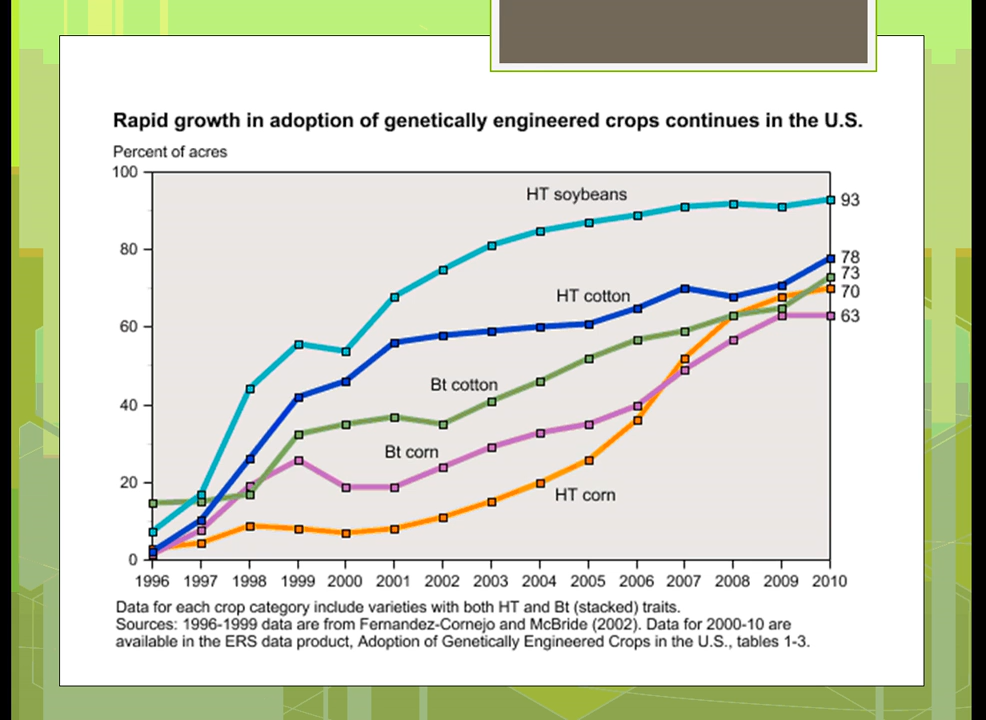 Rapid growth in adoption of genetically engineered crops continues in the U.S.
Percent of acres
100
80
60
40
20
0
HT soybeans
HT cotton
Bt cotton
Bt corn
HT corn
93
78
73
70
63
1996 1997 1998 1999 2000 2001 2002 2003 2004 2005 2006 2007 2008 2009 2010
Data for each crop category include varieties with both HT and Bt (stacked) traits.
Sources: 1996-1999 data are from Fernandez-Cornejo and McBride (2002). Data for 2000-10 are
available in the ERS data product, Adoption of Genetically Engineered Crops in the U.S., tables 1-3.